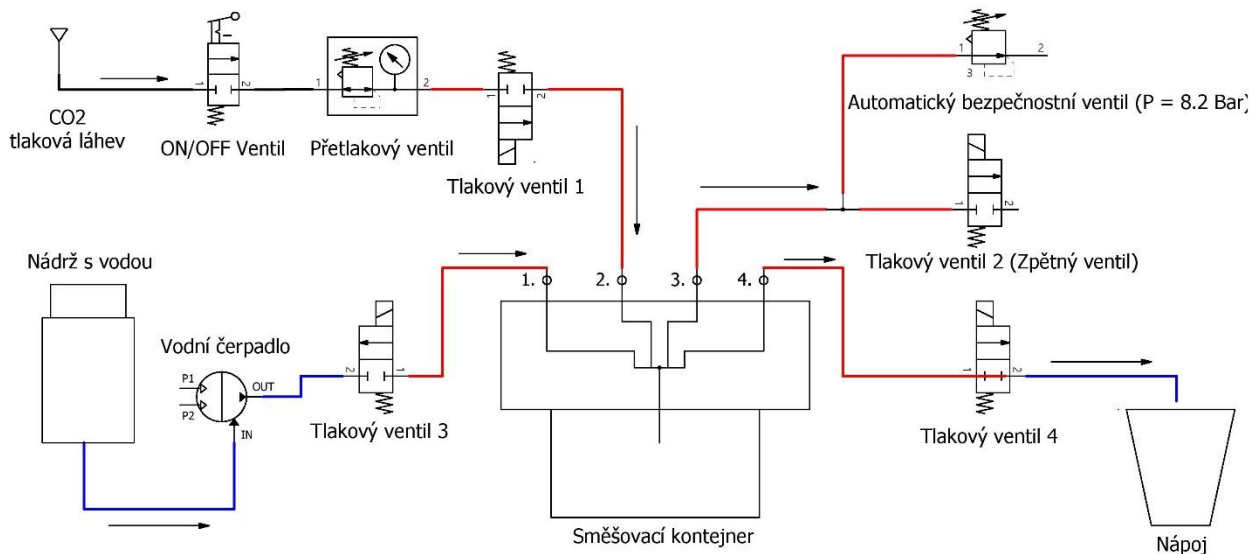 CO2
tlaková láhev
1
2
ON/OFF Ventil
1
2
Přetlakový ventil
1
2
Tlakový ventil 1
1
2
3
Automatický bezpečnostní ventil (P = 8.2 Bar)
1
2
Tlakový ventil 2 (Zpětný ventil)
Nádrž s vodou
Vodní čerpadlo
P1
P2
OUT
IN
2
1
Tlakový ventil 3
1.
2.
3.
4.
Směšovací kontejner
1
2
Tlakový ventil 4
Nápoj